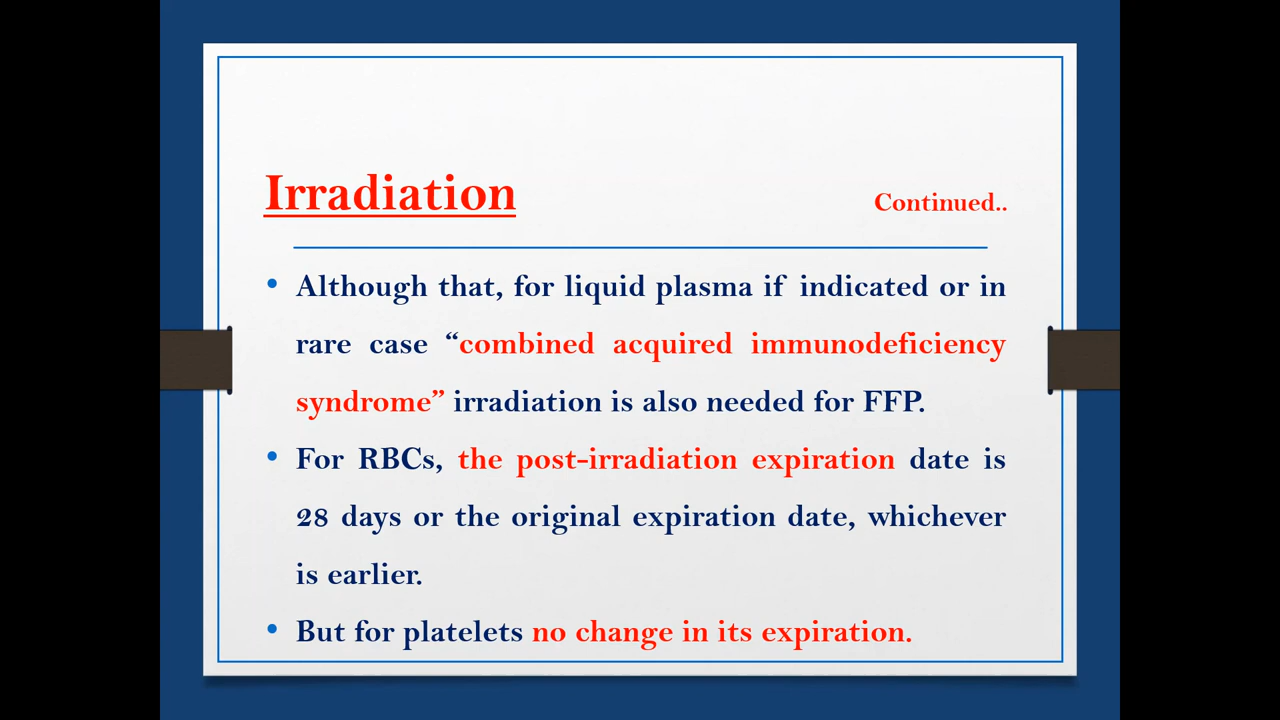 Irradiation
Continued..
• Although that, for liquid plasma if indicated or in
rare case “combined acquired immunodeficiency
syndrome” irradiation is also needed for FFP.
• For RBCs, the post-irradiation expiration date is
28 days or the original expiration date, whichever
is earlier.
• But for platelets no change in its expiration.